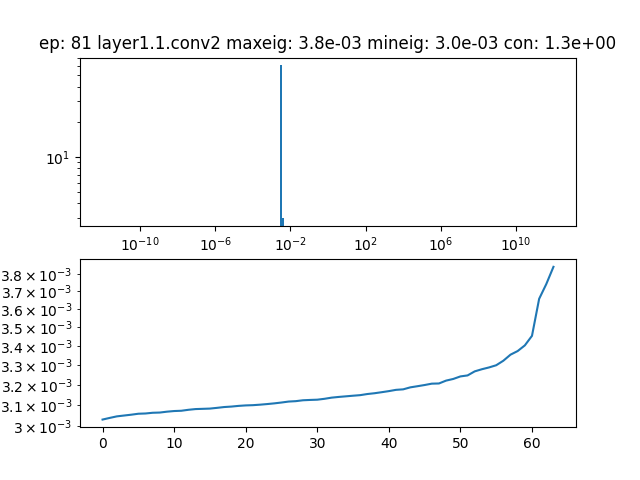 ep: 81 layer1.1.conv2 maxeig: 3.8e-03 mineig: 3.0e-03 con: 1.3e+00
10¹
10⁻¹⁰ 10⁻⁶ 10⁻² 10² 10⁶ 10¹⁰
3.8 × 10⁻³
3.7 × 10⁻³
3.6 × 10⁻³
3.5 × 10⁻³
3.4 × 10⁻³
3.3 × 10⁻³
3.2 × 10⁻³
3.1 × 10⁻³
3 × 10⁻³
0 10 20 30 40 50 60